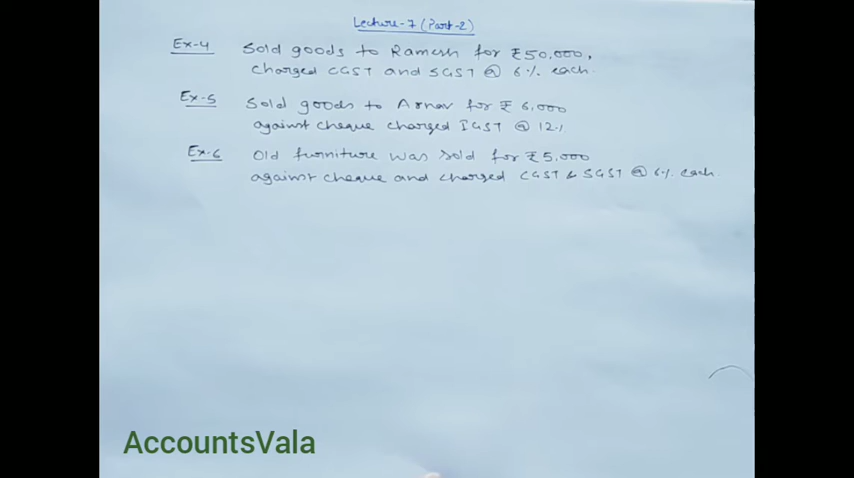 Lecture-7 (Part-2)
Ex-4 Sold goods to Ramesh for ₹50,000,
charged CGST and SGST @ 6% each.
Ex-5 Sold goods to Arnav for ₹ 6,000
against cheque charged IGST @ 12%
Ex-6 Old furniture was sold for ₹5,000
against cheque and charged CGST & SGST @ 6% each.
AccountsVala